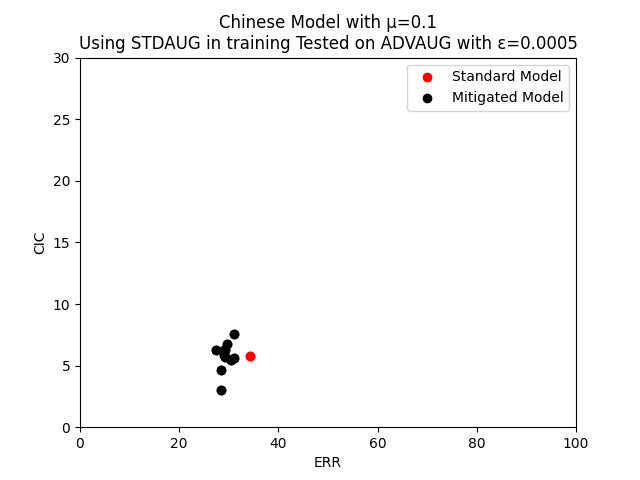 Chinese Model with μ=0.1
Using STDAUG in training Tested on ADVAUG with ε=0.0005
Standard Model
Mitigated Model
30
25
20
15
10
5
0
CIC
0 20 40 60 80 100
ERR